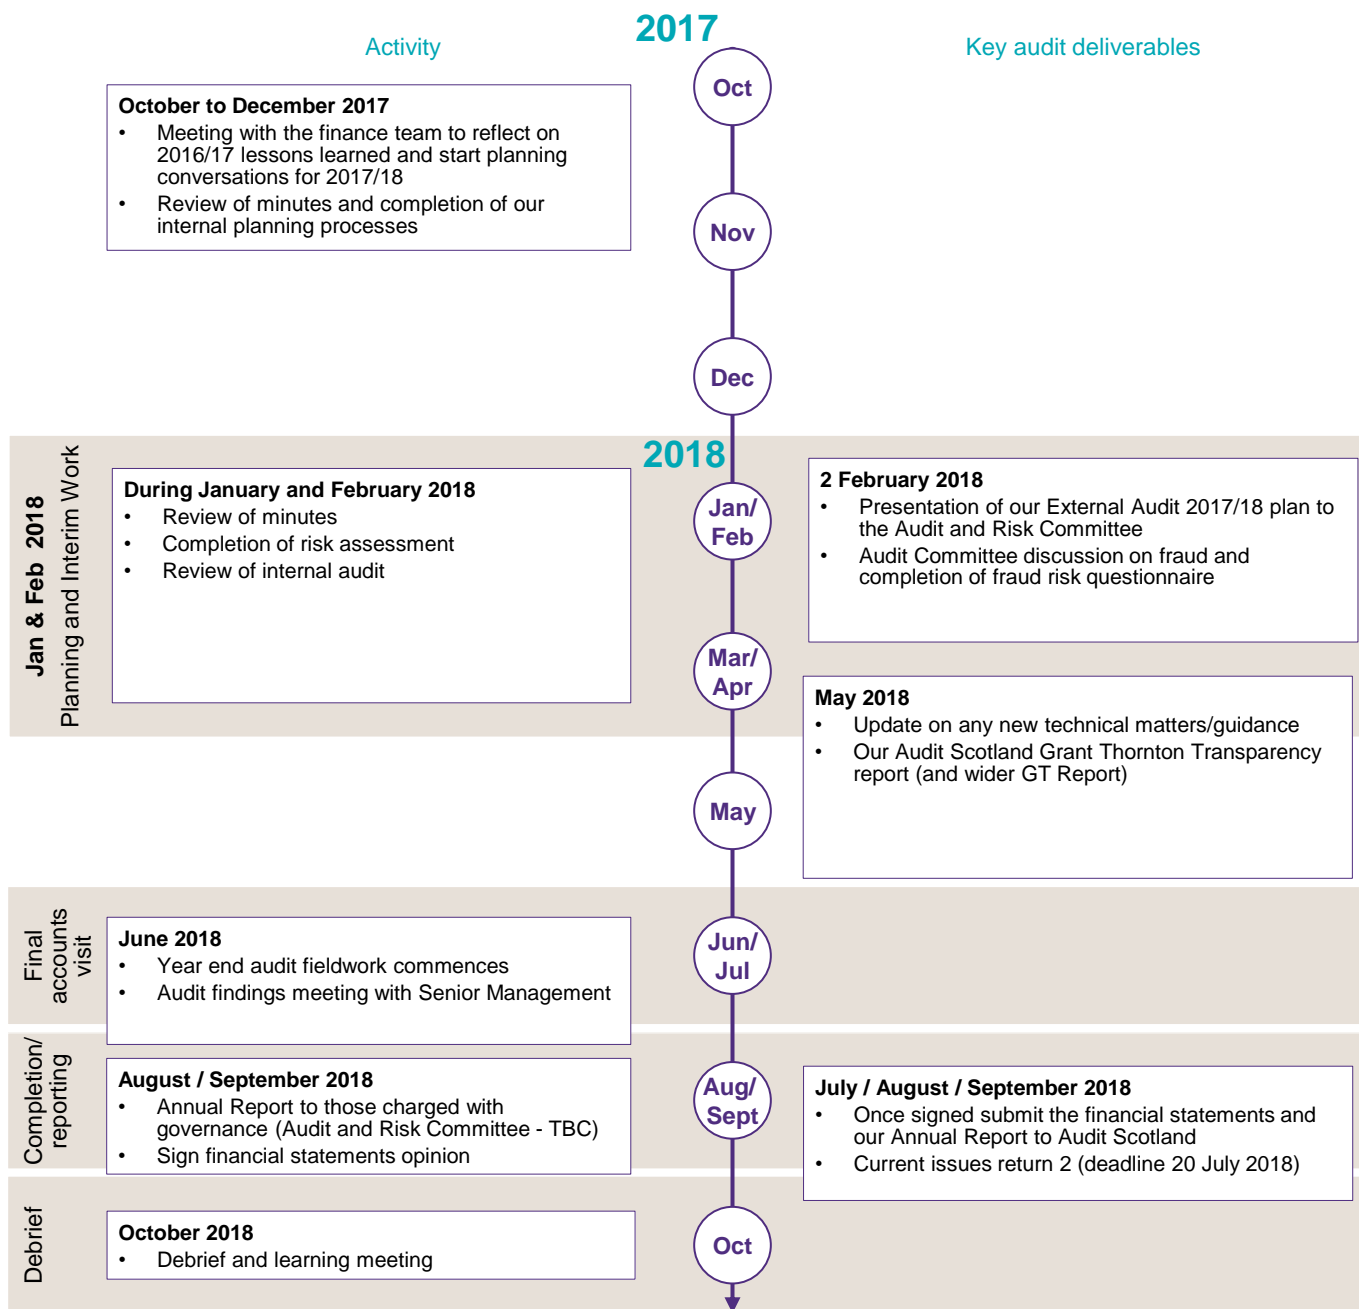 2017
Activity
Key audit deliverables
Oct
October to December 2017
• Meeting with the finance team to reflect on
2016/17 lessons learned and start planning
conversations for 2017/18
• Review of minutes and completion of our
internal planning processes
Nov
Dec
2018
Jan & Feb 2018
Planning and Interim Work
During January and February 2018
• Review of minutes
• Completion of risk assessment
• Review of internal audit
Jan/
Feb
2 February 2018
• Presentation of our External Audit 2017/18 plan to
the Audit and Risk Committee
• Audit Committee discussion on fraud and
completion of fraud risk questionnaire
Mar/
Apr
May 2018
• Update on any new technical matters/guidance
• Our Audit Scotland Grant Thornton Transparency
report (and wider GT Report)
May
Final
accounts
visit
June 2018
• Year end audit fieldwork commences
• Audit findings meeting with Senior Management
Jun/
Jul
Completion/
reporting
August / September 2018
• Annual Report to those charged with
governance (Audit and Risk Committee - TBC)
• Sign financial statements opinion
Aug/
Sept
July / August / September 2018
• Once signed submit the financial statements and
our Annual Report to Audit Scotland
• Current issues return 2 (deadline 20 July 2018)
Debrief
October 2018
• Debrief and learning meeting
Oct